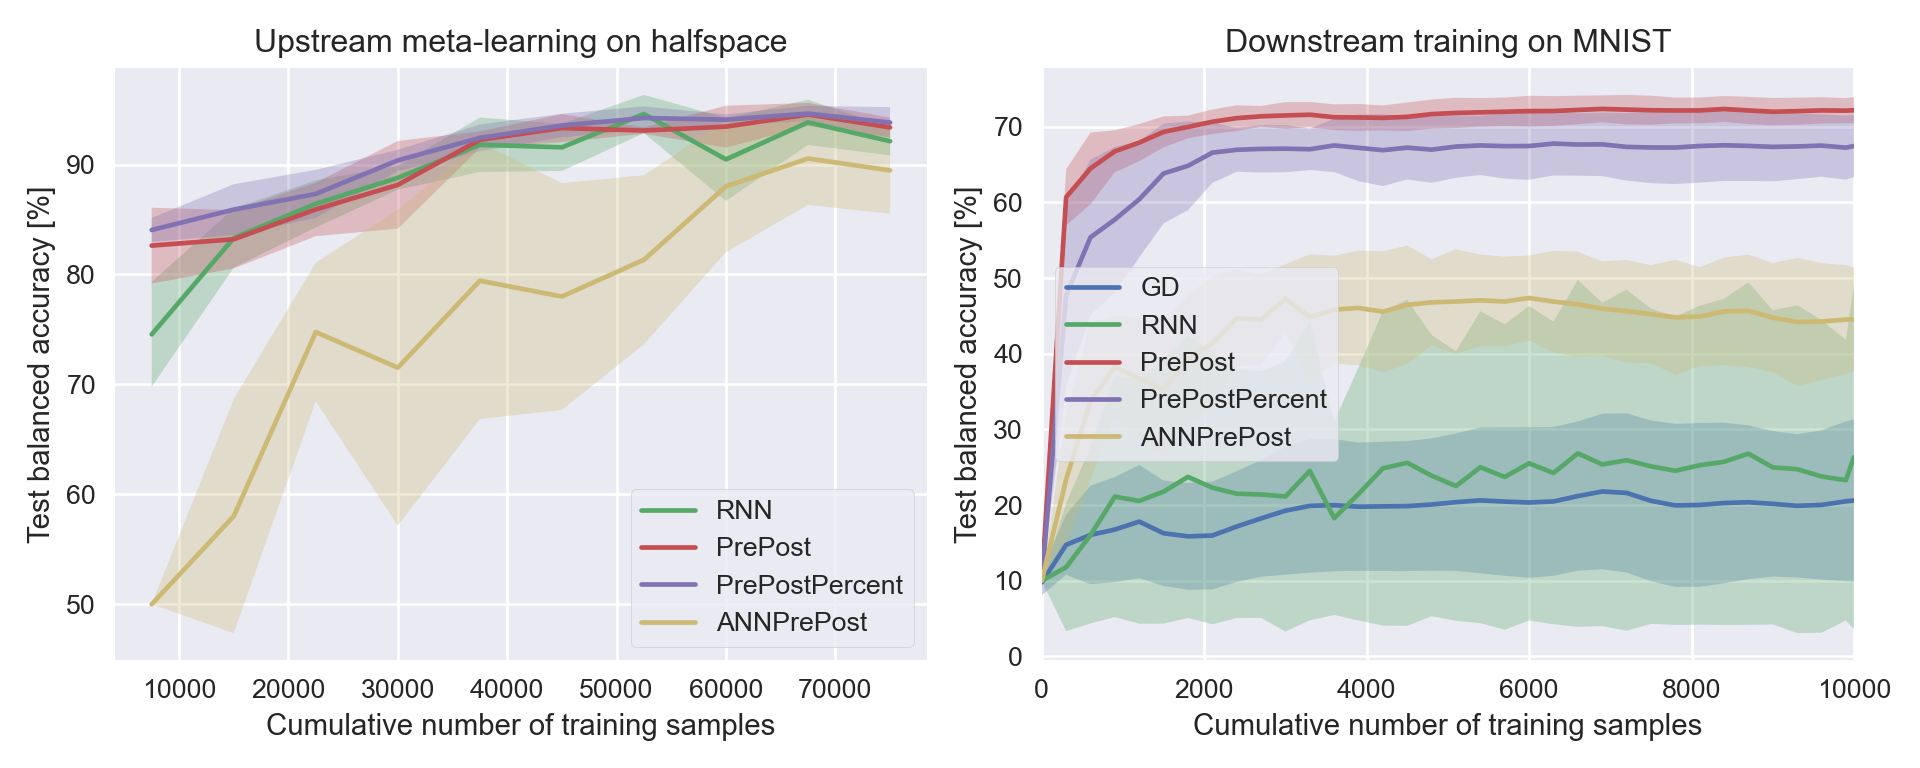 Upstream meta-learning on halfspace
Test balanced accuracy [%]
90
80
70
60
50
RNN
PrePost
PrePostPercent
ANNPrePost
10000 20000 30000 40000 50000 60000 70000
Cumulative number of training samples
Downstream training on MNIST
Test balanced accuracy [%]
70
60
50
40
30
20
10
0
GD
RNN
PrePost
PrePostPercent
ANNPrePost
0 2000 4000 6000 8000 10000
Cumulative number of training samples